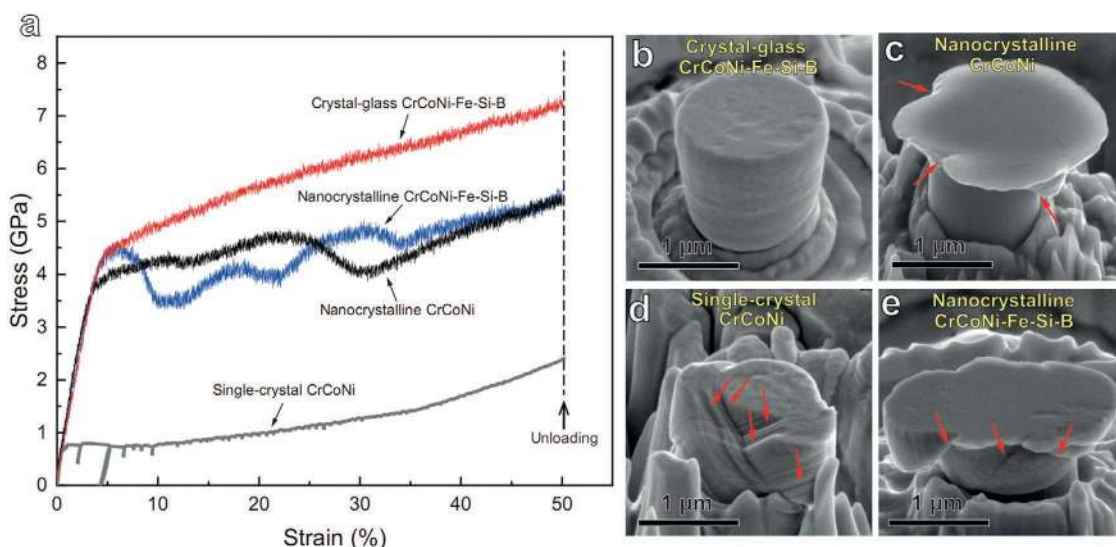 a
8
7
6
5
4
3
2
1
0
Stress (GPa)
Crystal-glass CrCoNi-Fe-Si-B
Nanocrystalline CrCoNi-Fe-Si-B
Nanocrystalline CrCoNi
Single-crystal CrCoNi
Unloading
0 10 20 30 40 50
Strain (%)
b
Crystal-glass
CrCoNi-Fe-Si-B
1 μm
c
Nanocrystalline
CrCoNi
1 μm
d
Single-crystal
CrCoNi
1 μm
e
Nanocrystalline
CrCoNi-Fe-Si-B
1 μm